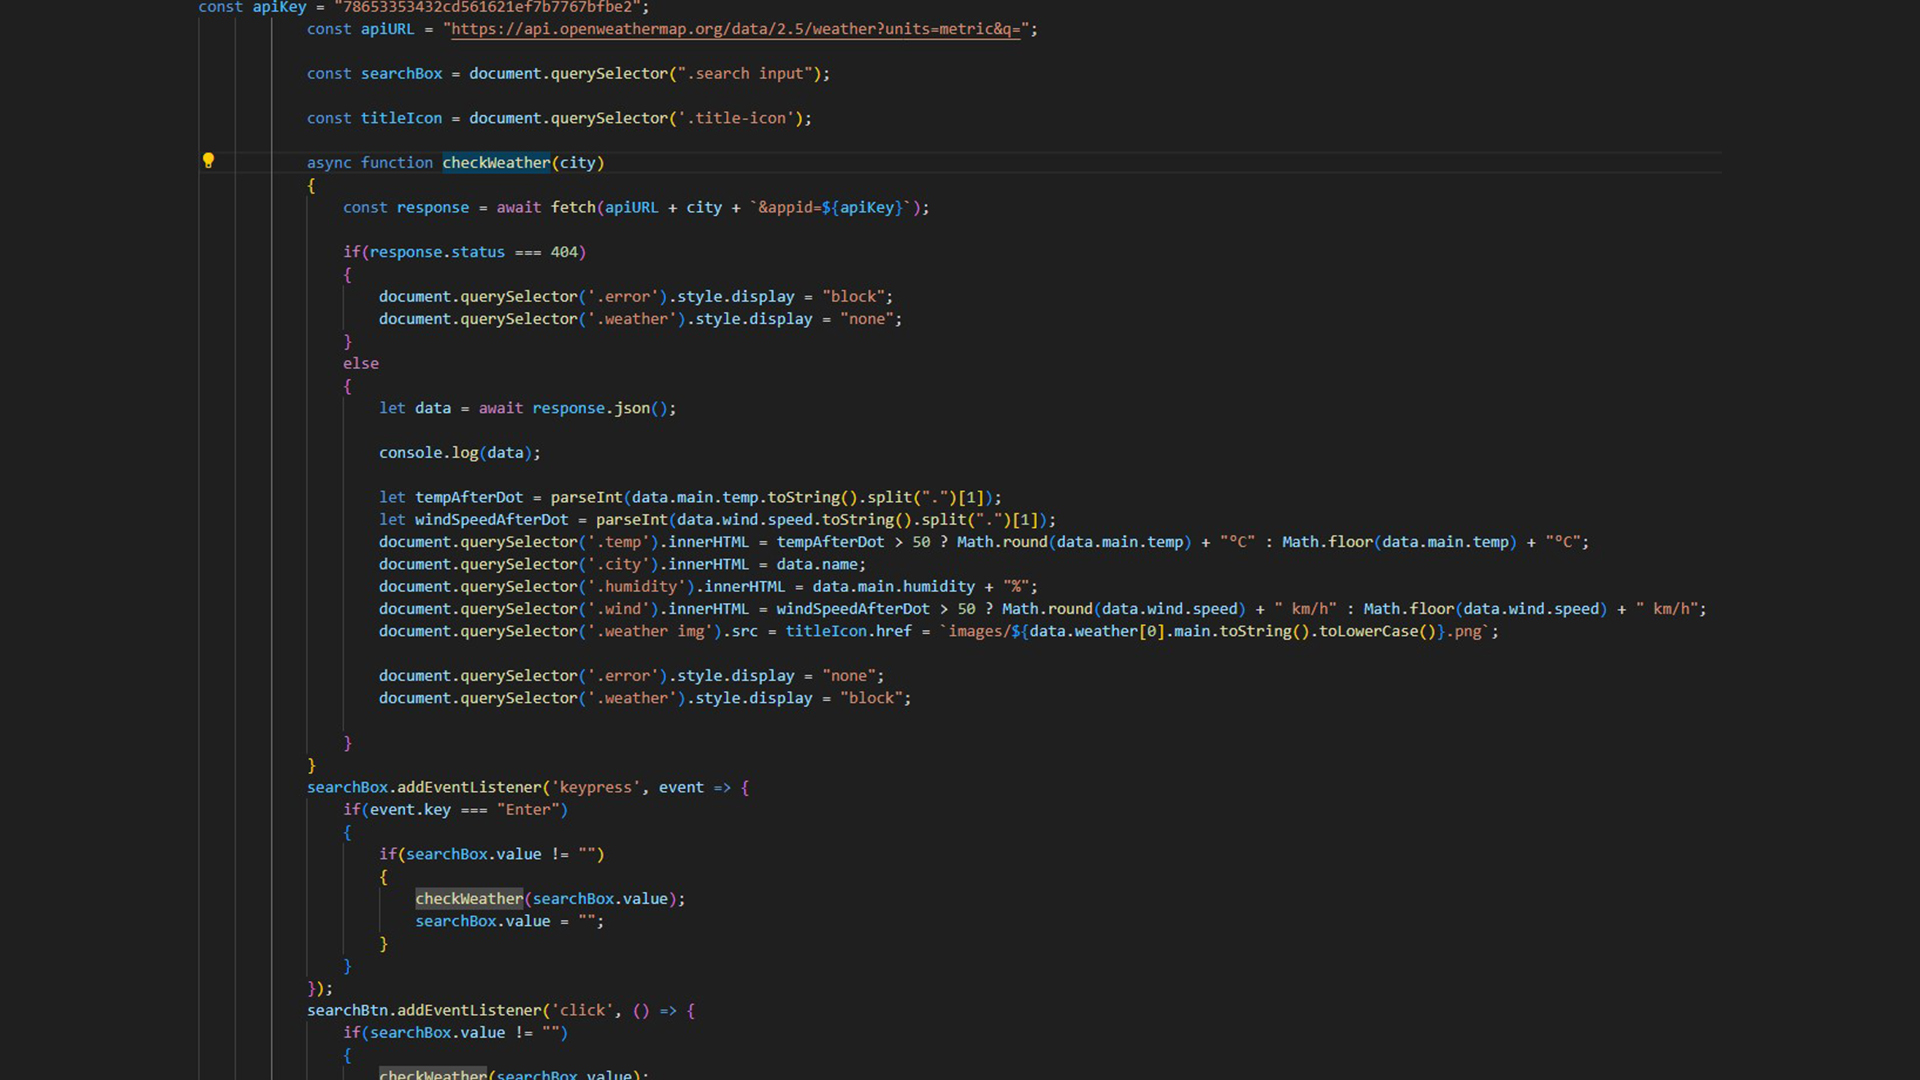 const apiKey = "78653353432cd561621ef7b7767bfbe2";
const apiURL = "https://api.openweathermap.org/data/2.5/weather?units=metric&q=";
const searchBox = document.querySelector(".search input");
const titleIcon = document.querySelector('.title-icon');
async function checkWeather(city)
{
const response = await fetch(apiURL + city + `&appid=${apiKey}`);
if(response.status === 404)
{
document.querySelector('.error').style.display = "block";
document.querySelector('.weather').style.display = "none";
}
else
{
let data = await response.json();
console.log(data);
let tempAfterDot = parseInt(data.main.temp.toString().split(".")[1]);
let windSpeedAfterDot = parseInt(data.wind.speed.toString().split(".")[1]);
document.querySelector('.temp').innerHTML = tempAfterDot > 50 ? Math.round(data.main.temp) + "°C" : Math.floor(data.main.temp) + "°C";
document.querySelector('.city').innerHTML = data.name;
document.querySelector('.humidity').innerHTML = data.main.humidity + "%";
document.querySelector('.wind').innerHTML = windSpeedAfterDot > 50 ? Math.round(data.wind.speed) + " km/h" : Math.floor(data.wind.speed) + " km/h";
document.querySelector('.weather img').src = titleIcon.href = `images/${data.weather[0].main.toString().toLowerCase()}.png`;
document.querySelector('.error').style.display = "none";
document.querySelector('.weather').style.display = "block";
}
}
searchBox.addEventListener('keypress', event => {
if(event.key === "Enter")
{
if(searchBox.value != "")
{
checkWeather(searchBox.value);
searchBox.value = "";
}
}
});
searchBtn.addEventListener('click', () => {
if(searchBox.value != "")
{
checkWeather(searchBox.value);